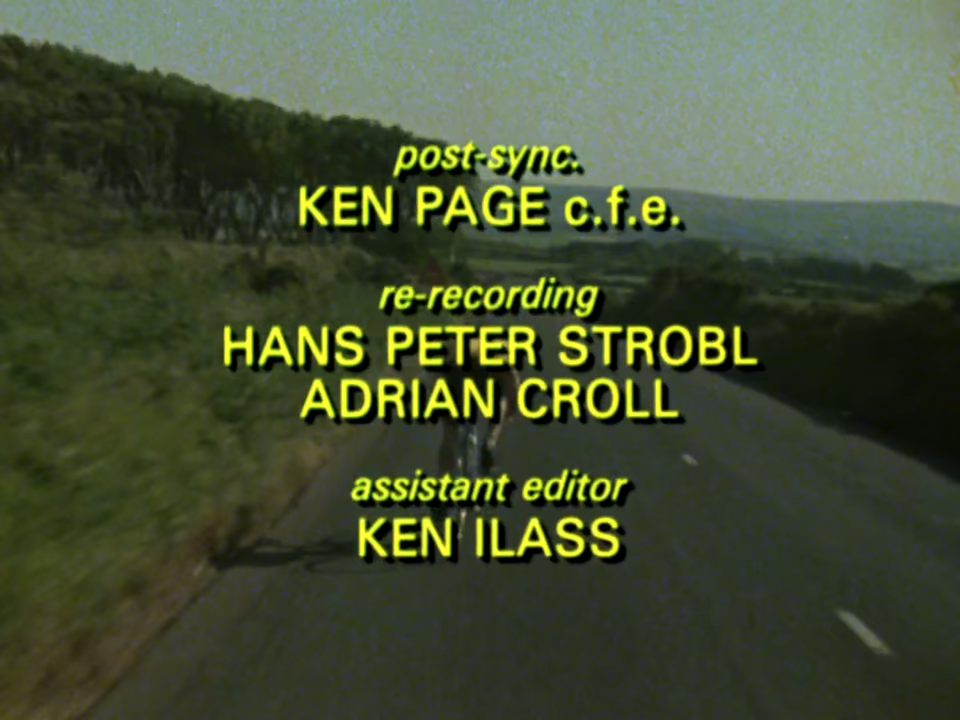 post-sync.
KEN PAGE c.f.e.
re-recording
HANS PETER STROBL
ADRIAN CROLL
assistant editor
KEN ILASS